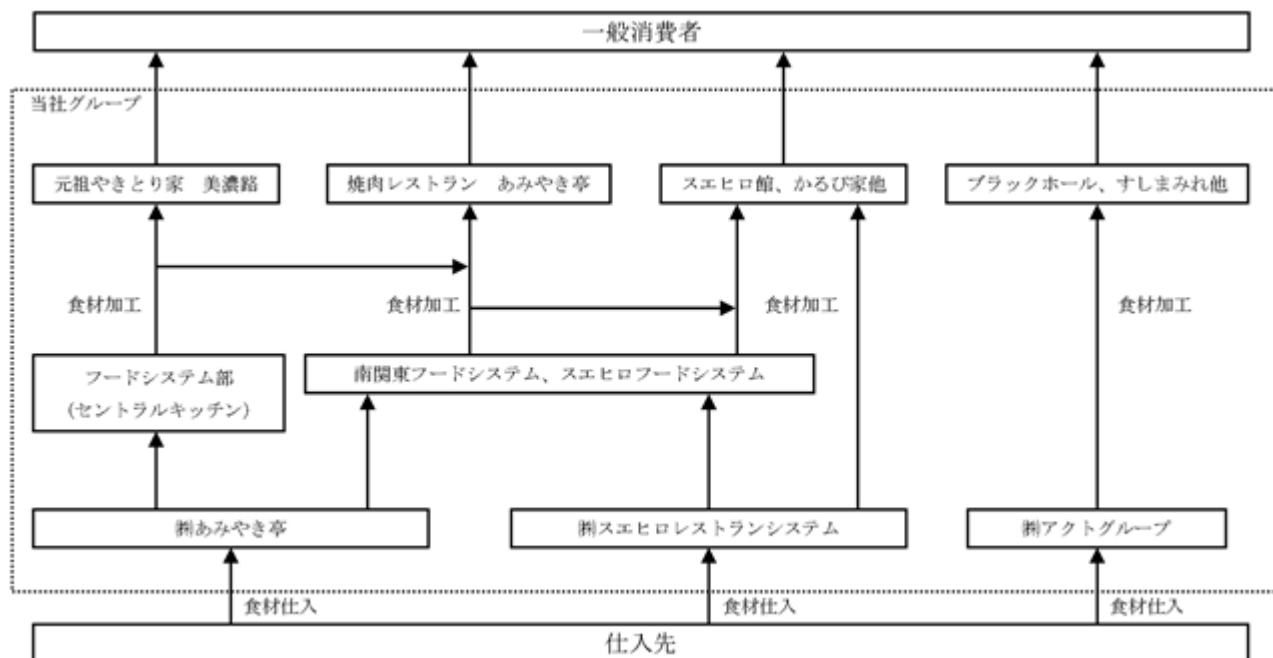 一般消費者
当社グループ
元祖やきとり家 美濃路
焼肉レストラン あみやき亭
スエヒロ館、かるび家他
ブラックホール、すしまみれ他
食材加工
食材加工
食材加工
食材加工
フードシステム部
(セントラルキッチン)
南関東フードシステム、スエヒロフードシステム
㈱あみやき亭
㈱スエヒロレストランシステム
㈱アクトグループ
食材仕入
食材仕入
食材仕入
仕入先